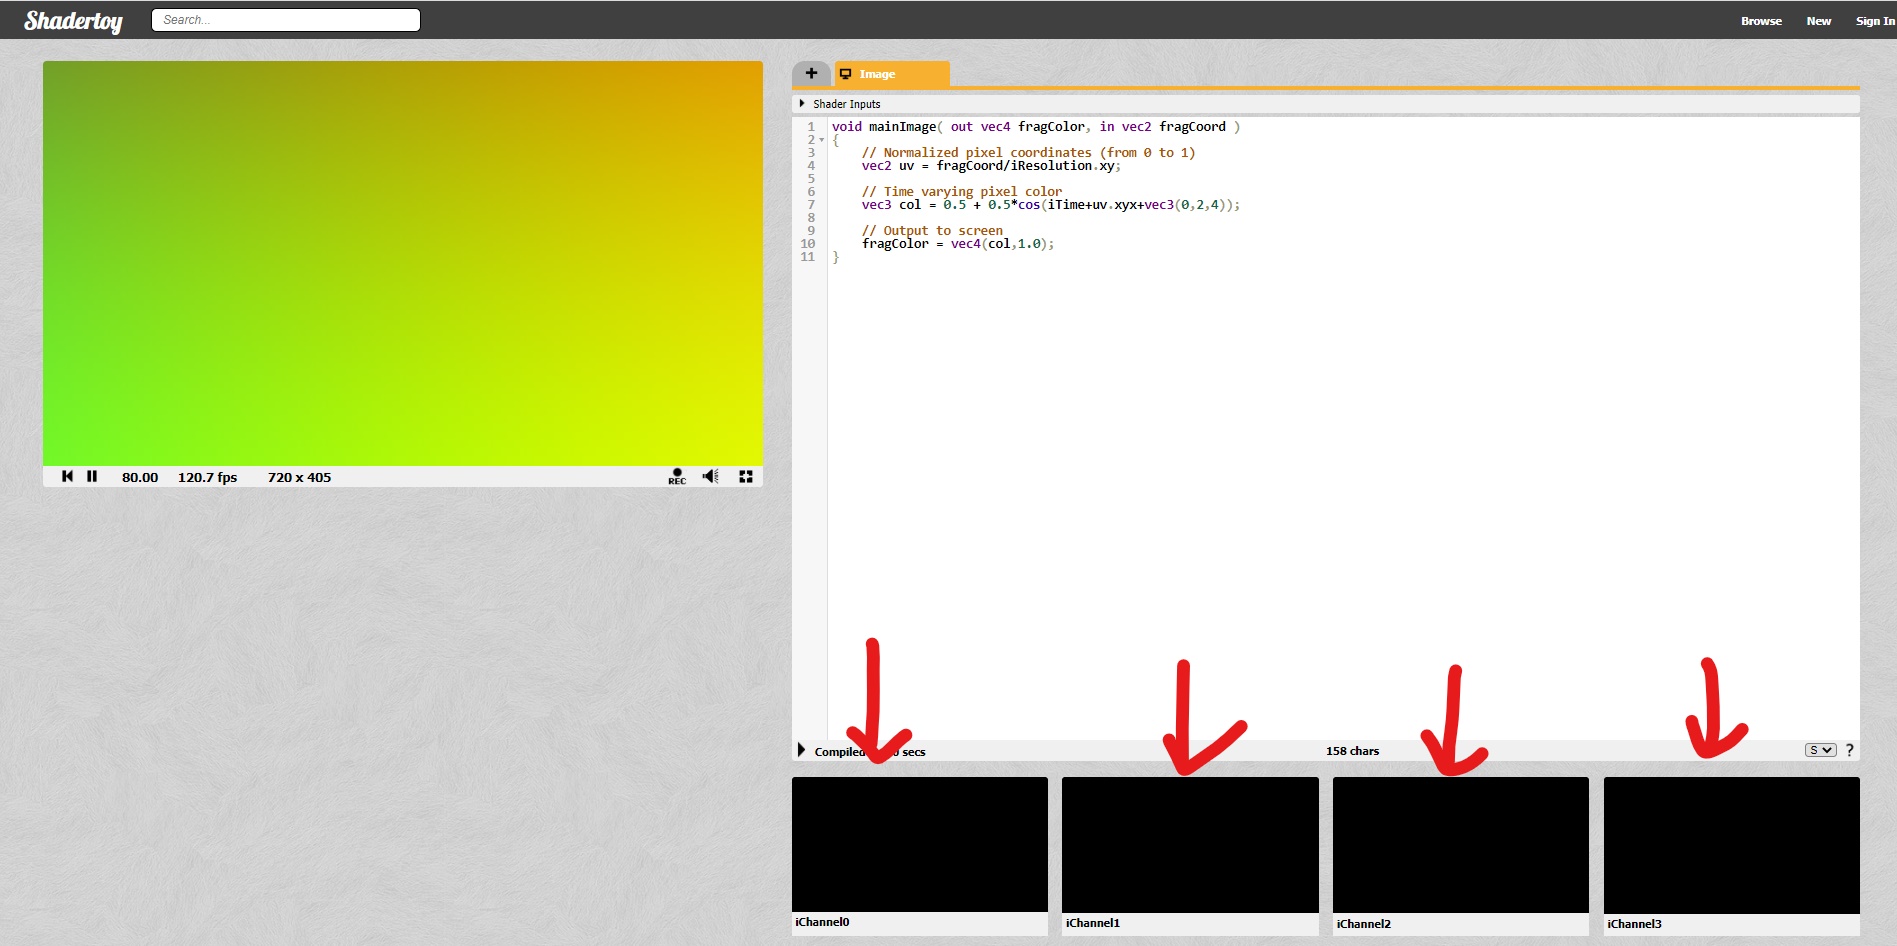 Shadertoy
Search...
Browse
New
Sign In
+
Image
Shader Inputs
1 void mainImage( out vec4 fragColor, in vec2 fragCoord )
2 {
3     // Normalized pixel coordinates (from 0 to 1)
4     vec2 uv = fragCoord/iResolution.xy;
5
6     // Time varying pixel color
7     vec3 col = 0.5 + 0.5*cos(iTime+uv.xyx+vec3(0,2,4));
8
9     // Output to screen
10     fragColor = vec4(col,1.0);
11 }
80.00
120.7 fps
720 x 405
REC
Compiled secs
158 chars
S
?
iChannel0
iChannel1
iChannel2
iChannel3